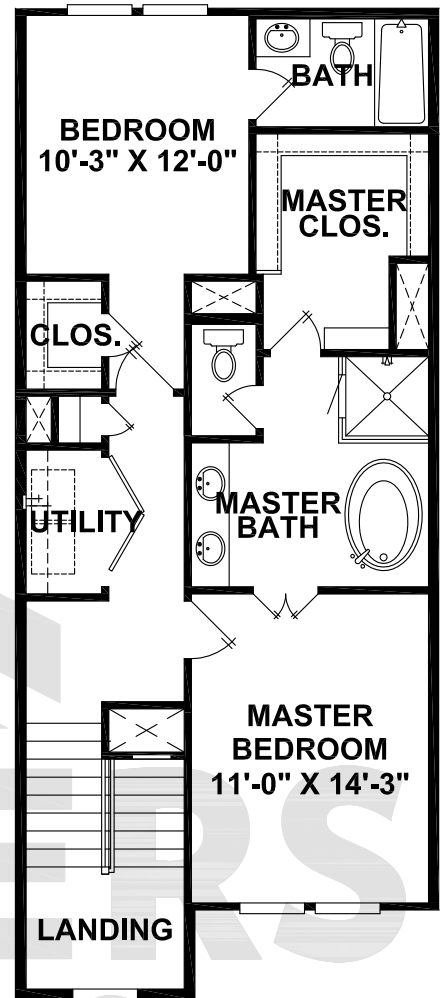 BATH
BEDROOM
10'-3" X 12'-0"
MASTER
CLOS.
CLOS.
UTILITY
MASTER
BATH
MASTER
BEDROOM
11'-0" X 14'-3"
ERS
LANDING